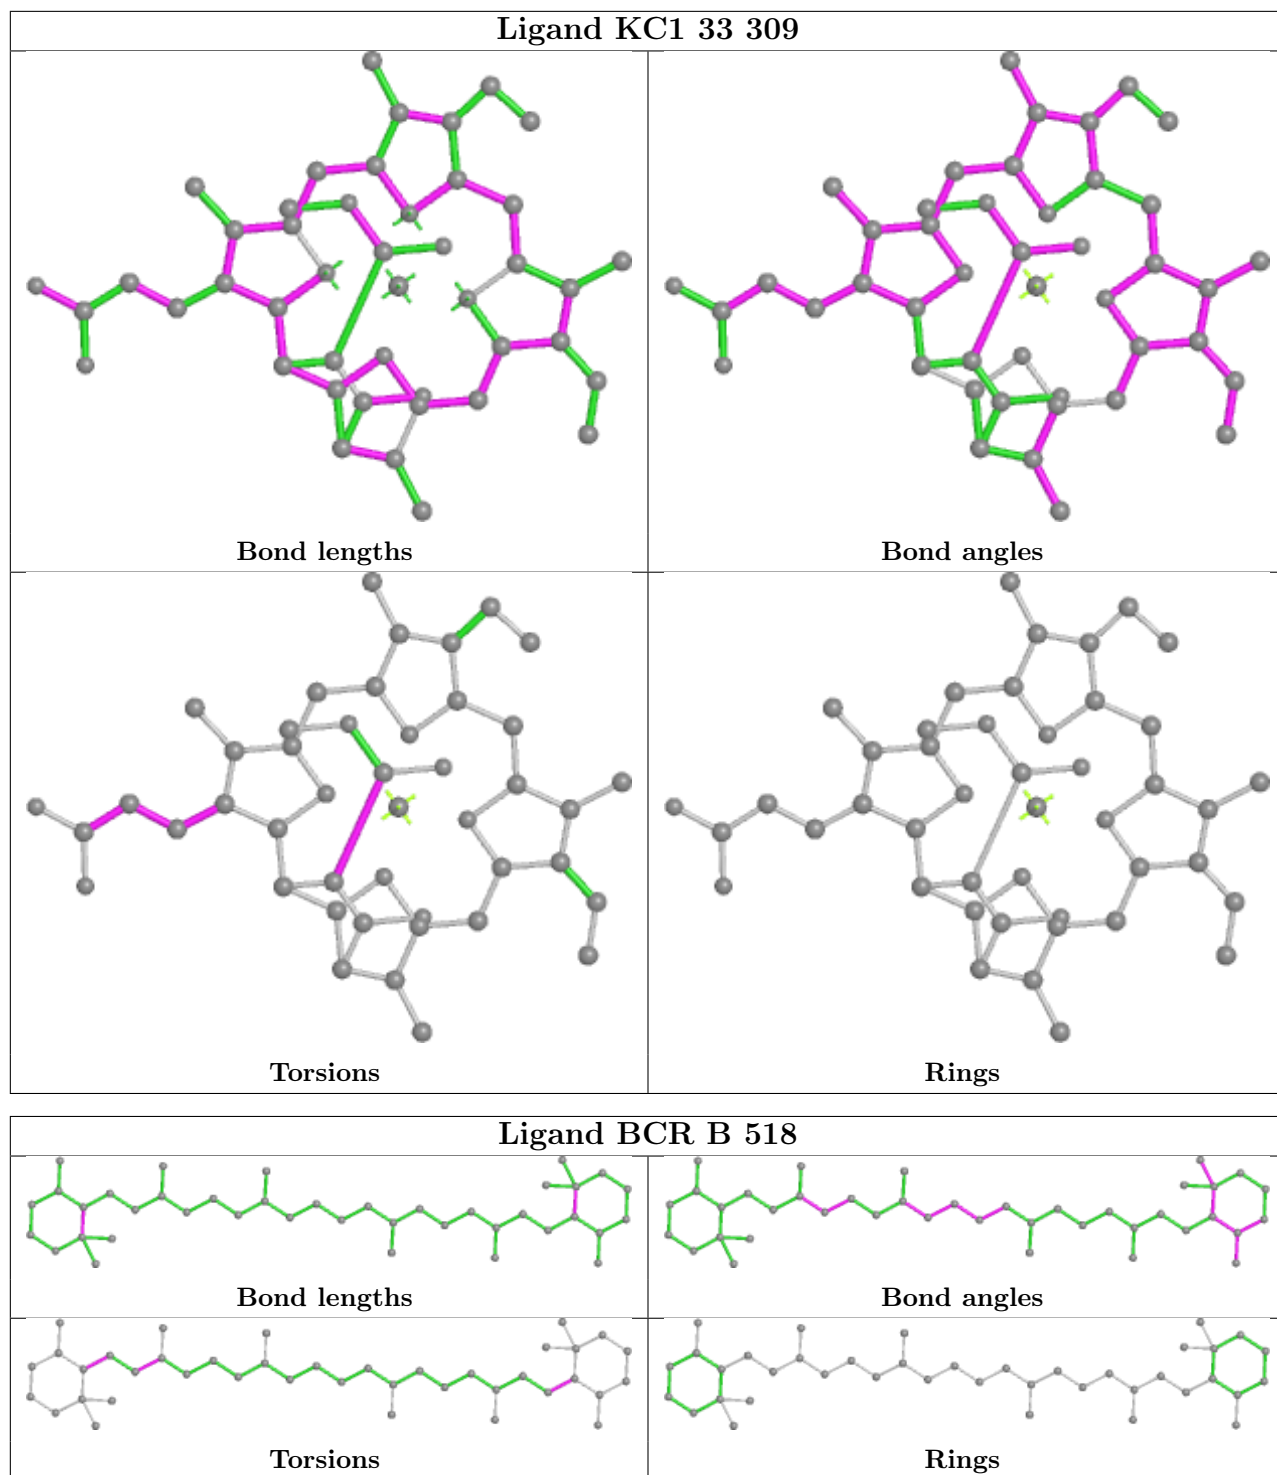 Ligand KC1 33 309
Bond lengths
Bond angles
Torsions
Rings
Ligand BCR B 518
Bond lengths
Bond angles
Torsions
Rings